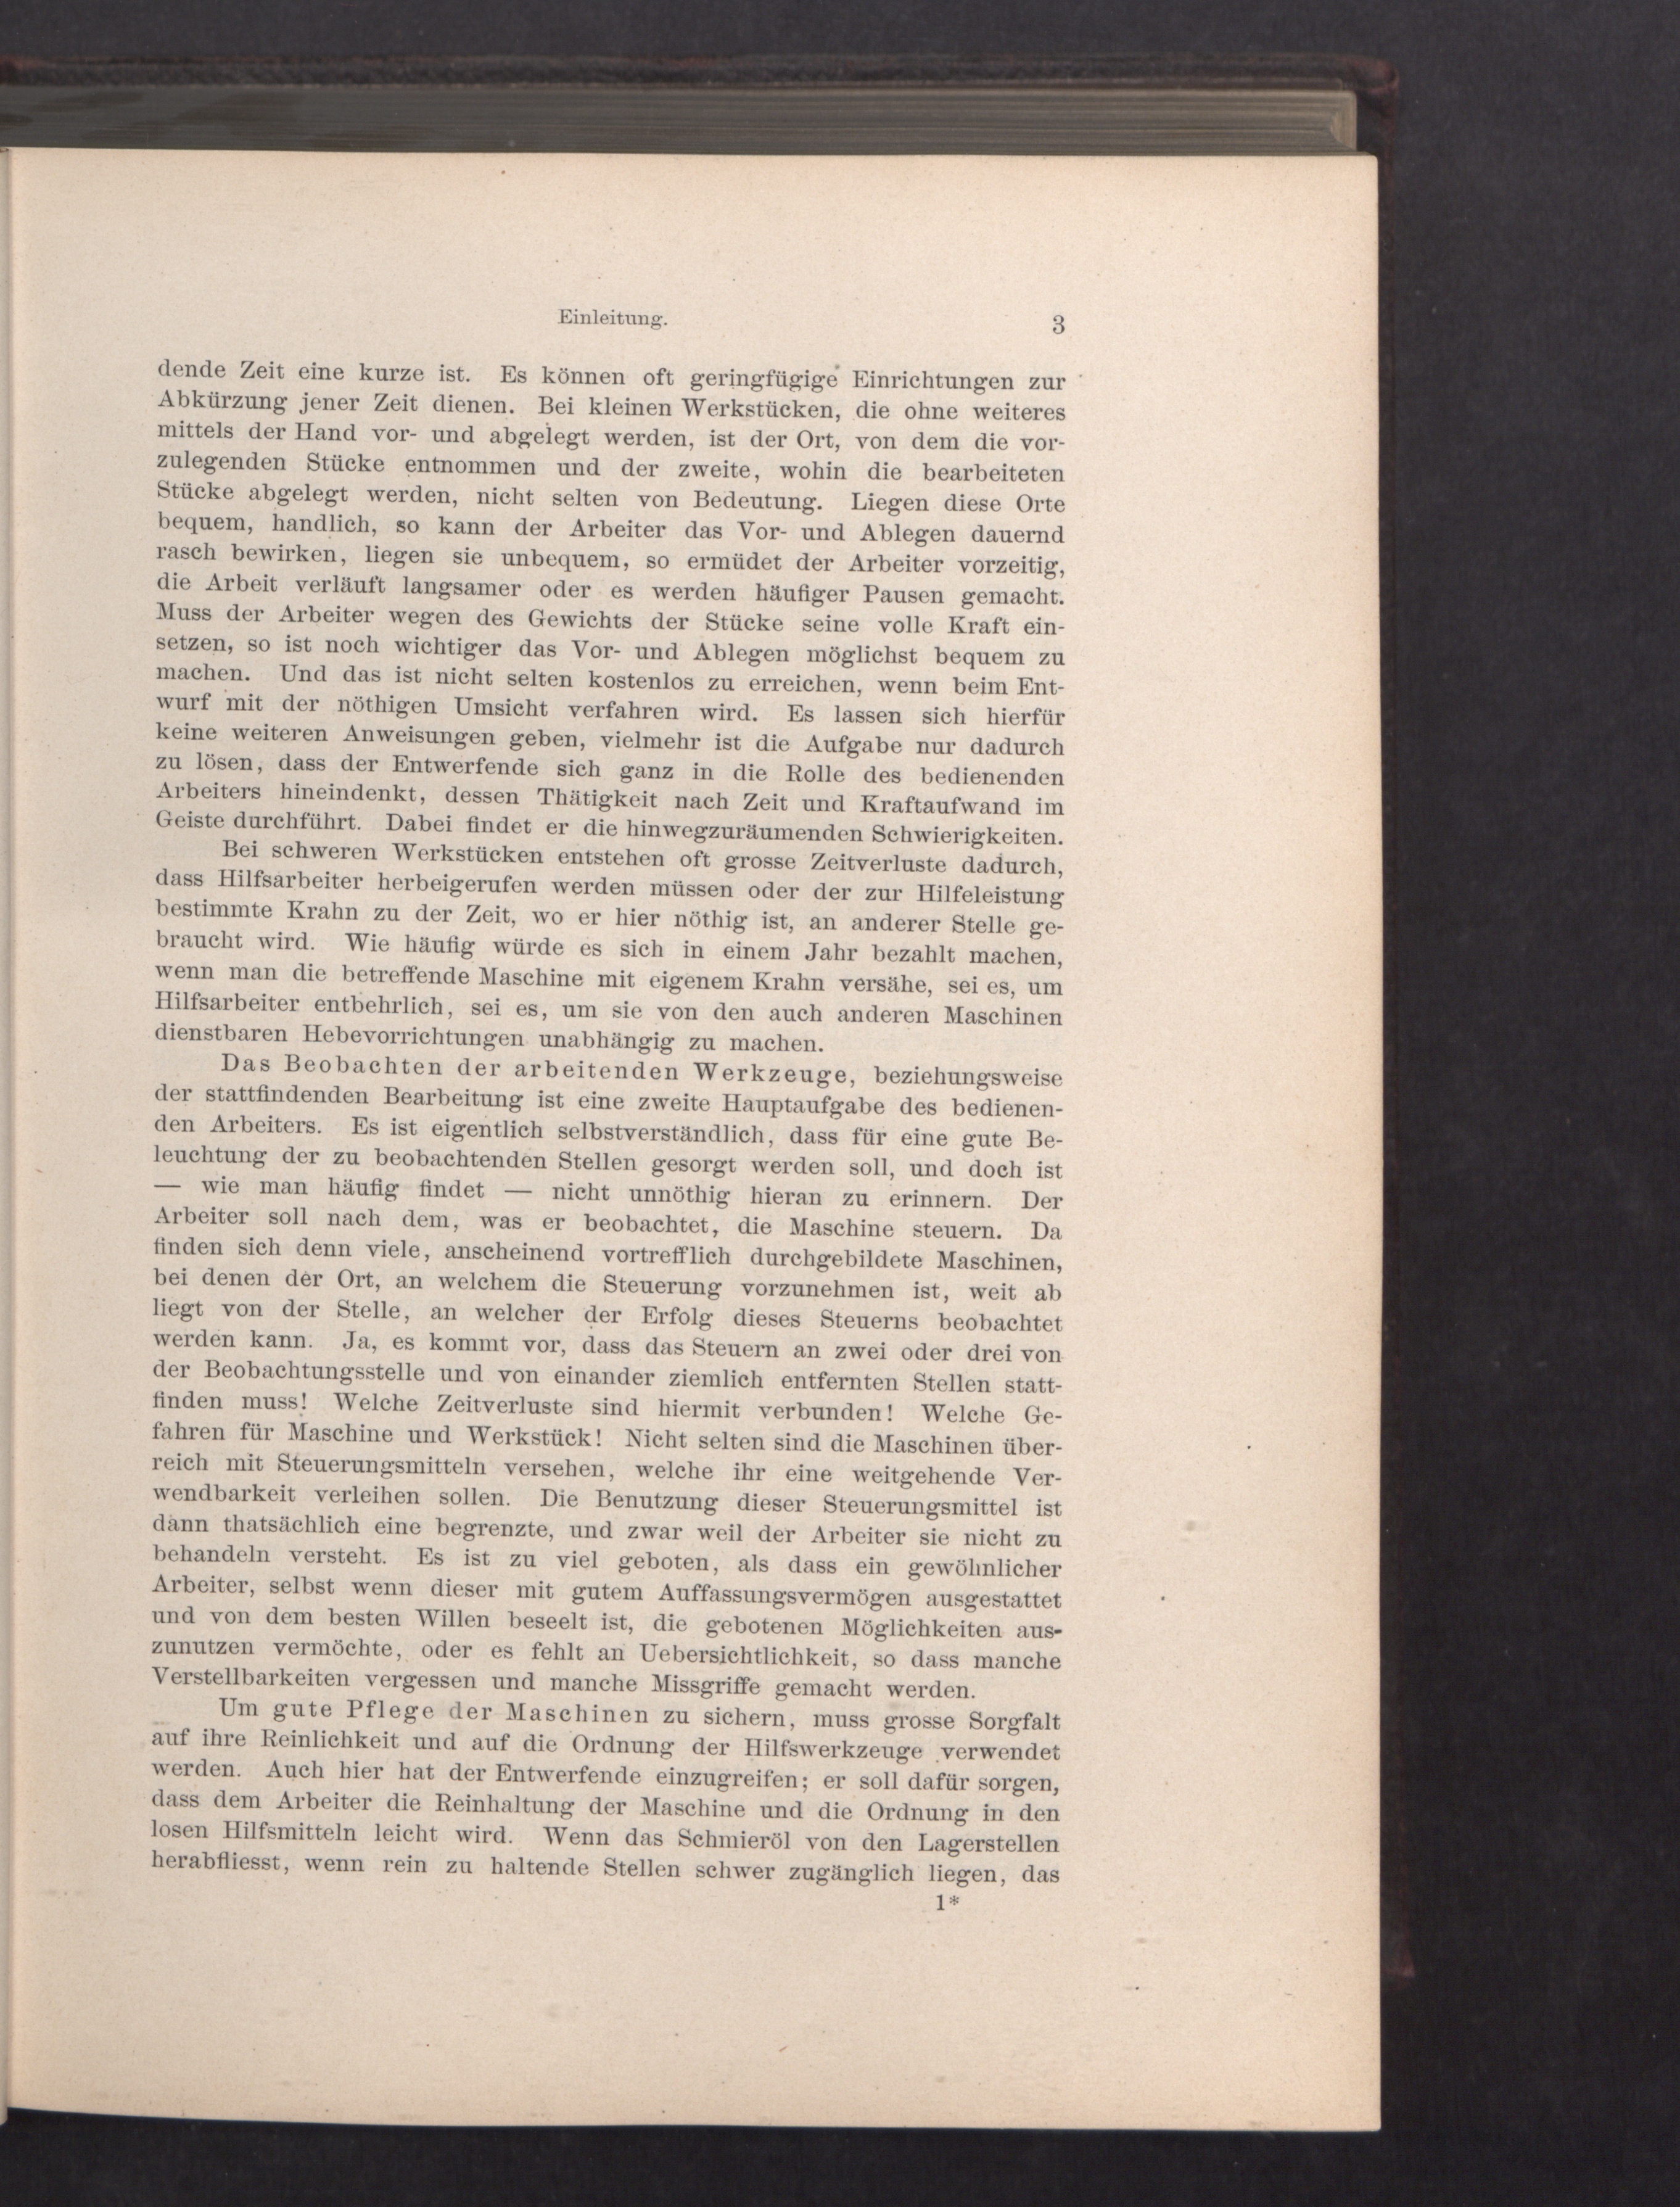 Einleitung. 3
dende Zeit eine kurze ist. Es können oft geringfügige Einrichtungen zur
Abkürzung jener Zeit dienen. Bei kleinen Werkstücken, die ohne weiteres
mittels der Hand vor- und abgelegt werden, ist der Ort, von dem die vor-
zulegenden Stücke entnommen und der zweite, wohin die bearbeiteten
Stücke abgelegt werden, nicht selten von Bedeutung. Liegen diese Orte
bequem, handlich, so kann der Arbeiter das Vor- und Ablegen dauernd
rasch bewirken, liegen sie unbequem, so ermüdet der Arbeiter vorzeitig,
die Arbeit verläuft langsamer oder es werden häufiger Pausen gemacht.
Muss der Arbeiter wegen des Gewichts der Stücke seine volle Kraft ein-
setzen, so ist noch wichtiger das Vor- und Ablegen möglichst bequem zu
machen. Und das ist nicht selten kostenlos zu erreichen, wenn beim Ent-
wurf mit der nöthigen Umsicht verfahren wird. Es lassen sich hierfür
keine weiteren Anweisungen geben, vielmehr ist die Aufgabe nur dadurch
zu lösen, dass der Entwerfende sich ganz in die Rolle des bedienenden
Arbeiters hineindenkt, dessen Thätigkeit nach Zeit und Kraftaufwand im
Geiste durchführt. Dabei findet er die hinwegzuräumenden Schwierigkeiten.
Bei schweren Werkstücken entstehen oft grosse Zeitverluste dadurch,
dass Hilfsarbeiter herbeigerufen werden müssen oder der zur Hilfeleistung
bestimmte Krahn zu der Zeit, wo er hier nöthig ist, an anderer Stelle ge-
braucht wird. Wie häufig würde es sich in einem Jahr bezahlt machen,
wenn man die betreffende Maschine mit eigenem Krahn versähe, sei es, um
Hilfsarbeiter entbehrlich, sei es, um sie von den auch anderen Maschinen
dienstbaren Hebevorrichtungen unabhängig zu machen.
Das Beobachten der arbeitenden Werkzeuge, beziehungsweise
der stattfindenden Bearbeitung ist eine zweite Hauptaufgabe des bedienen-
den Arbeiters. Es ist eigentlich selbstverständlich, dass für eine gute Be-
leuchtung der zu beobachtenden Stellen gesorgt werden soll, und doch ist
— wie man häufig findet — nicht unnöthig hieran zu erinnern. Der
Arbeiter soll nach dem, was er beobachtet, die Maschine steuern. Da
finden sich denn viele, anscheinend vortrefflich durchgebildete Maschinen,
bei denen der Ort, an welchem die Steuerung vorzunehmen ist, weit ab
liegt von der Stelle, an welcher der Erfolg dieses Steuerns beobachtet
werden kann. Ja, es kommt vor, dass das Steuern an zwei oder drei von
der Beobachtungsstelle und von einander ziemlich entfernten Stellen statt-
finden muss! Welche Zeitverluste sind hiermit verbunden! Welche Ge-
fahren für Maschine und Werkstück! Nicht selten sind die Maschinen über-
reich mit Steuerungsmitteln versehen, welche ihr eine weitgehende Ver-
wendbarkeit verleihen sollen. Die Benutzung dieser Steuerungsmittel ist
dann thatsächlich eine begrenzte, und zwar weil der Arbeiter sie nicht zu
behandeln versteht. Es ist zu viel geboten, als dass ein gewöhnlicher
Arbeiter, selbst wenn dieser mit gutem Auffassungsvermögen ausgestattet
und von dem besten Willen beseelt ist, die gebotenen Möglichkeiten aus-
zunutzen vermöchte, oder es fehlt an Uebersichtlichkeit, so dass manche
Verstellbarkeiten vergessen und manche Missgriffe gemacht werden.
Um gute Pflege der Maschinen zu sichern, muss grosse Sorgfalt
auf ihre Reinlichkeit und auf die Ordnung der Hilfswerkzeuge verwendet
werden. Auch hier hat der Entwerfende einzugreifen; er soll dafür sorgen,
dass dem Arbeiter die Reinhaltung der Maschine und die Ordnung in den
losen Hilfsmitteln leicht wird. Wenn das Schmieröl von den Lagerstellen
herabfliesst, wenn rein zu haltende Stellen schwer zugänglich liegen, das
1*